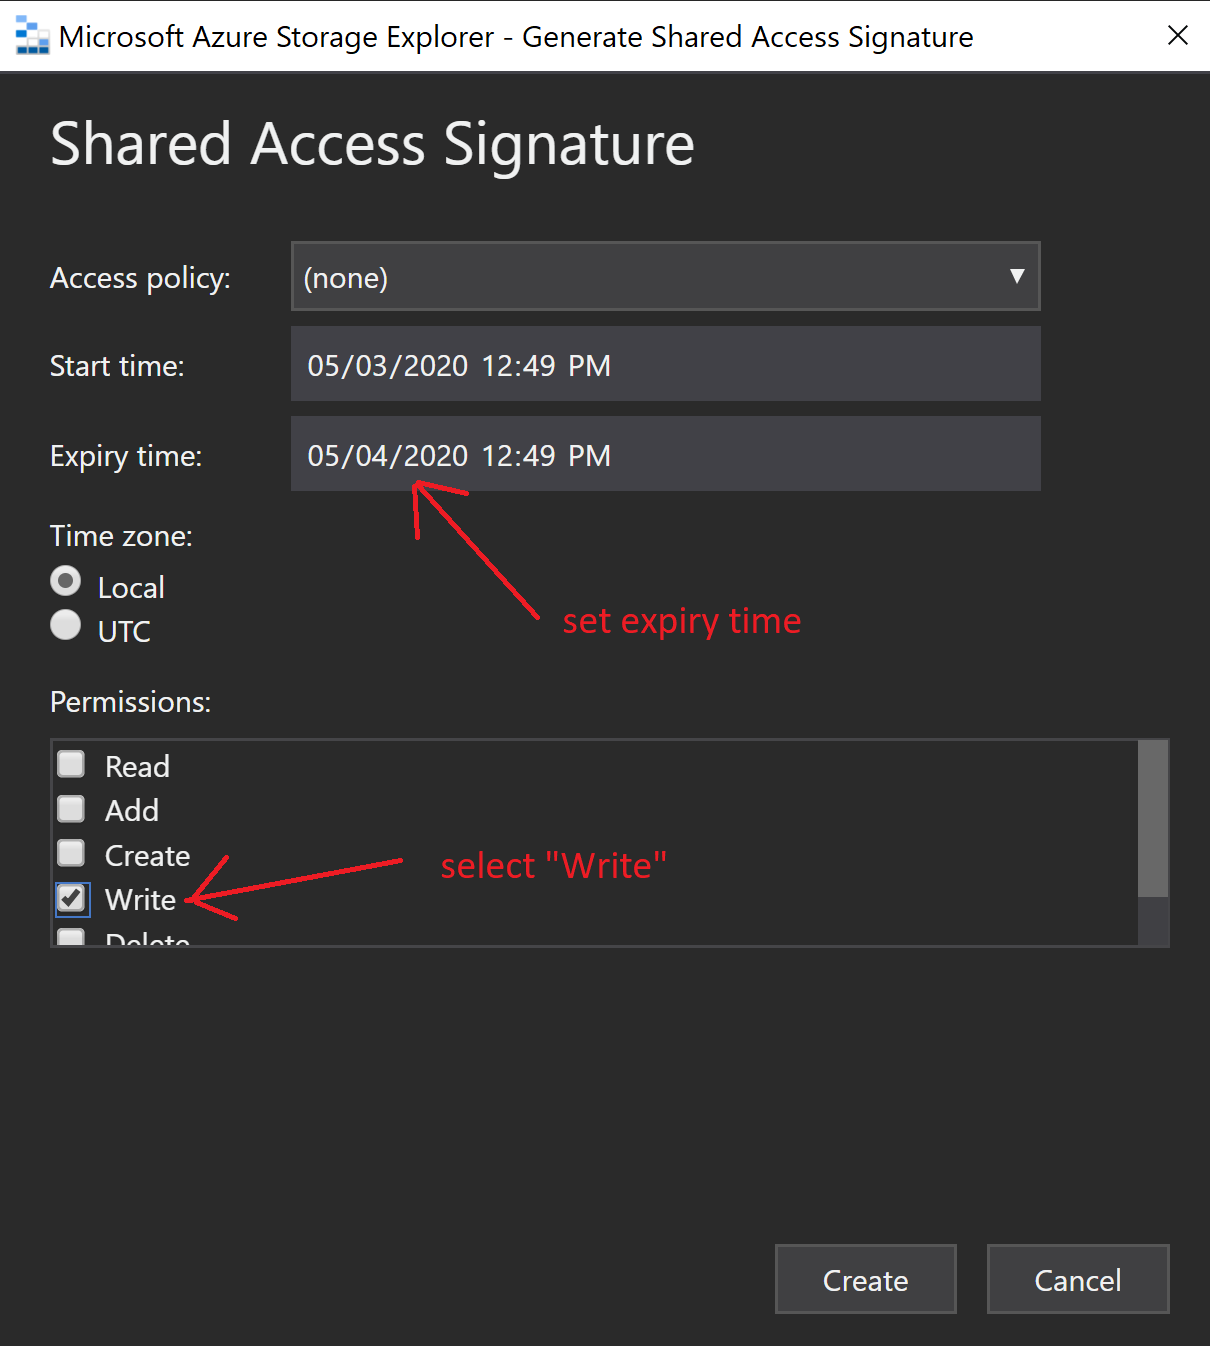 Microsoft Azure Storage Explorer - Generate Shared Access Signature
Shared Access Signature
Access policy: (none)
Start time: 05/03/2020 12:49 PM
Expiry time: 05/04/2020 12:49 PM
Time zone:
Local
set expiry time
UTC
Permissions:
Read
Add
Create
select "Write"
Write
Delete
Create Cancel